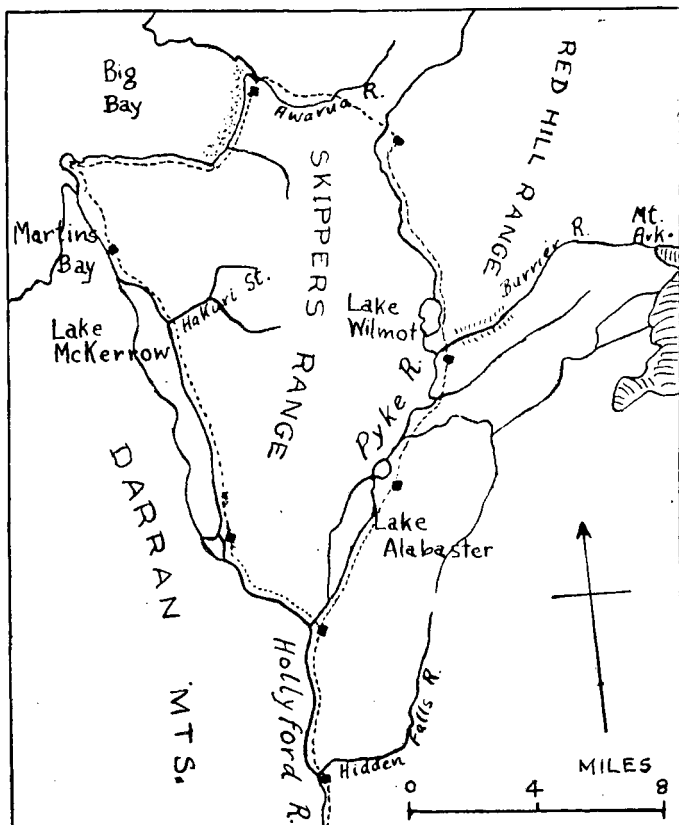 Big
Bay
Awarua R.
RED HILL RANGE
SKIPPERS RANGE
Mt.
Ark.
Burrier R.
Martins
Bay
Hakuri St.
Lake
Wilmot
Lake
McKerrow
Pyke R.
DARRAN MTS.
Lake
Alabaster
Hollyford R.
Hidden Falls R.
MILES
0 4 8